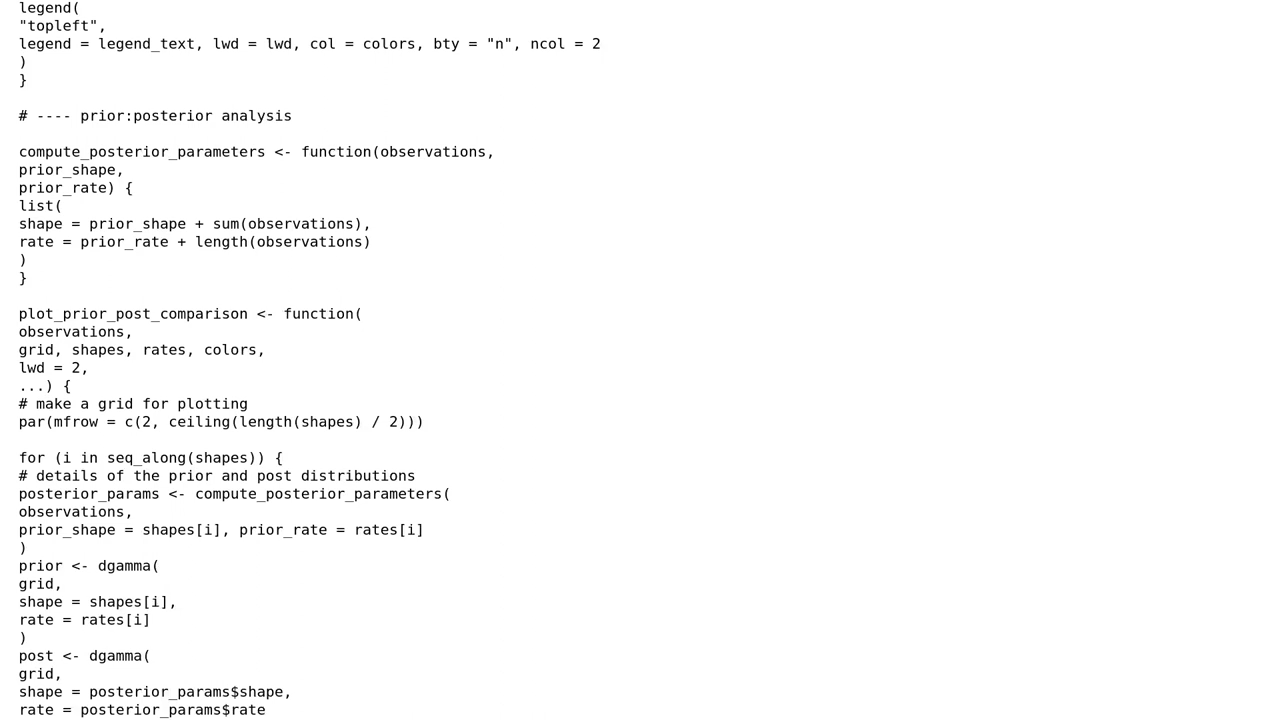 legend(
"topleft",
legend = legend_text, lwd = lwd, col = colors, bty = "n", ncol = 2
)
}

# ---- prior:posterior analysis

compute_posterior_parameters <- function(observations,
prior_shape,
prior_rate) {
list(
shape = prior_shape + sum(observations),
rate = prior_rate + length(observations)
)
}

plot_prior_post_comparison <- function(
observations,
grid, shapes, rates, colors,
lwd = 2,
...) {
# make a grid for plotting
par(mfrow = c(2, ceiling(length(shapes) / 2)))

for (i in seq_along(shapes)) {
# details of the prior and post distributions
posterior_params <- compute_posterior_parameters(
observations,
prior_shape = shapes[i], prior_rate = rates[i]
)
prior <- dgamma(
grid,
shape = shapes[i],
rate = rates[i]
)
post <- dgamma(
grid,
shape = posterior_params$shape,
rate = posterior_params$rate